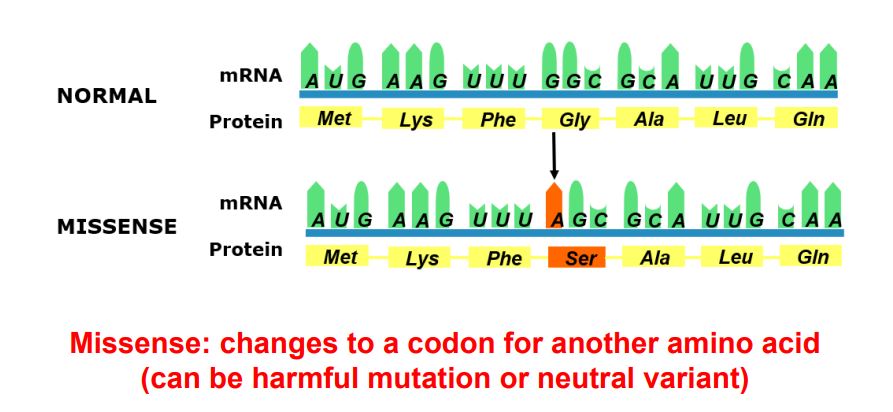 mRNA A U G A A G U U U G G C G C A U U G C A A
NORMAL
Protein Met Lys Phe Gly Ala Leu Gln
mRNA A U G A A G U U U A G C G C A U U G C A A
MISSENSE
Protein Met Lys Phe Ser Ala Leu Gln
Missense: changes to a codon for another amino acid
(can be harmful mutation or neutral variant)